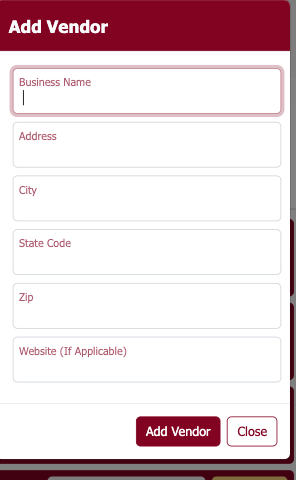 Add Vendor
Business Name
Address
City
State Code
Zip
Website (If Applicable)
Add Vendor
Close